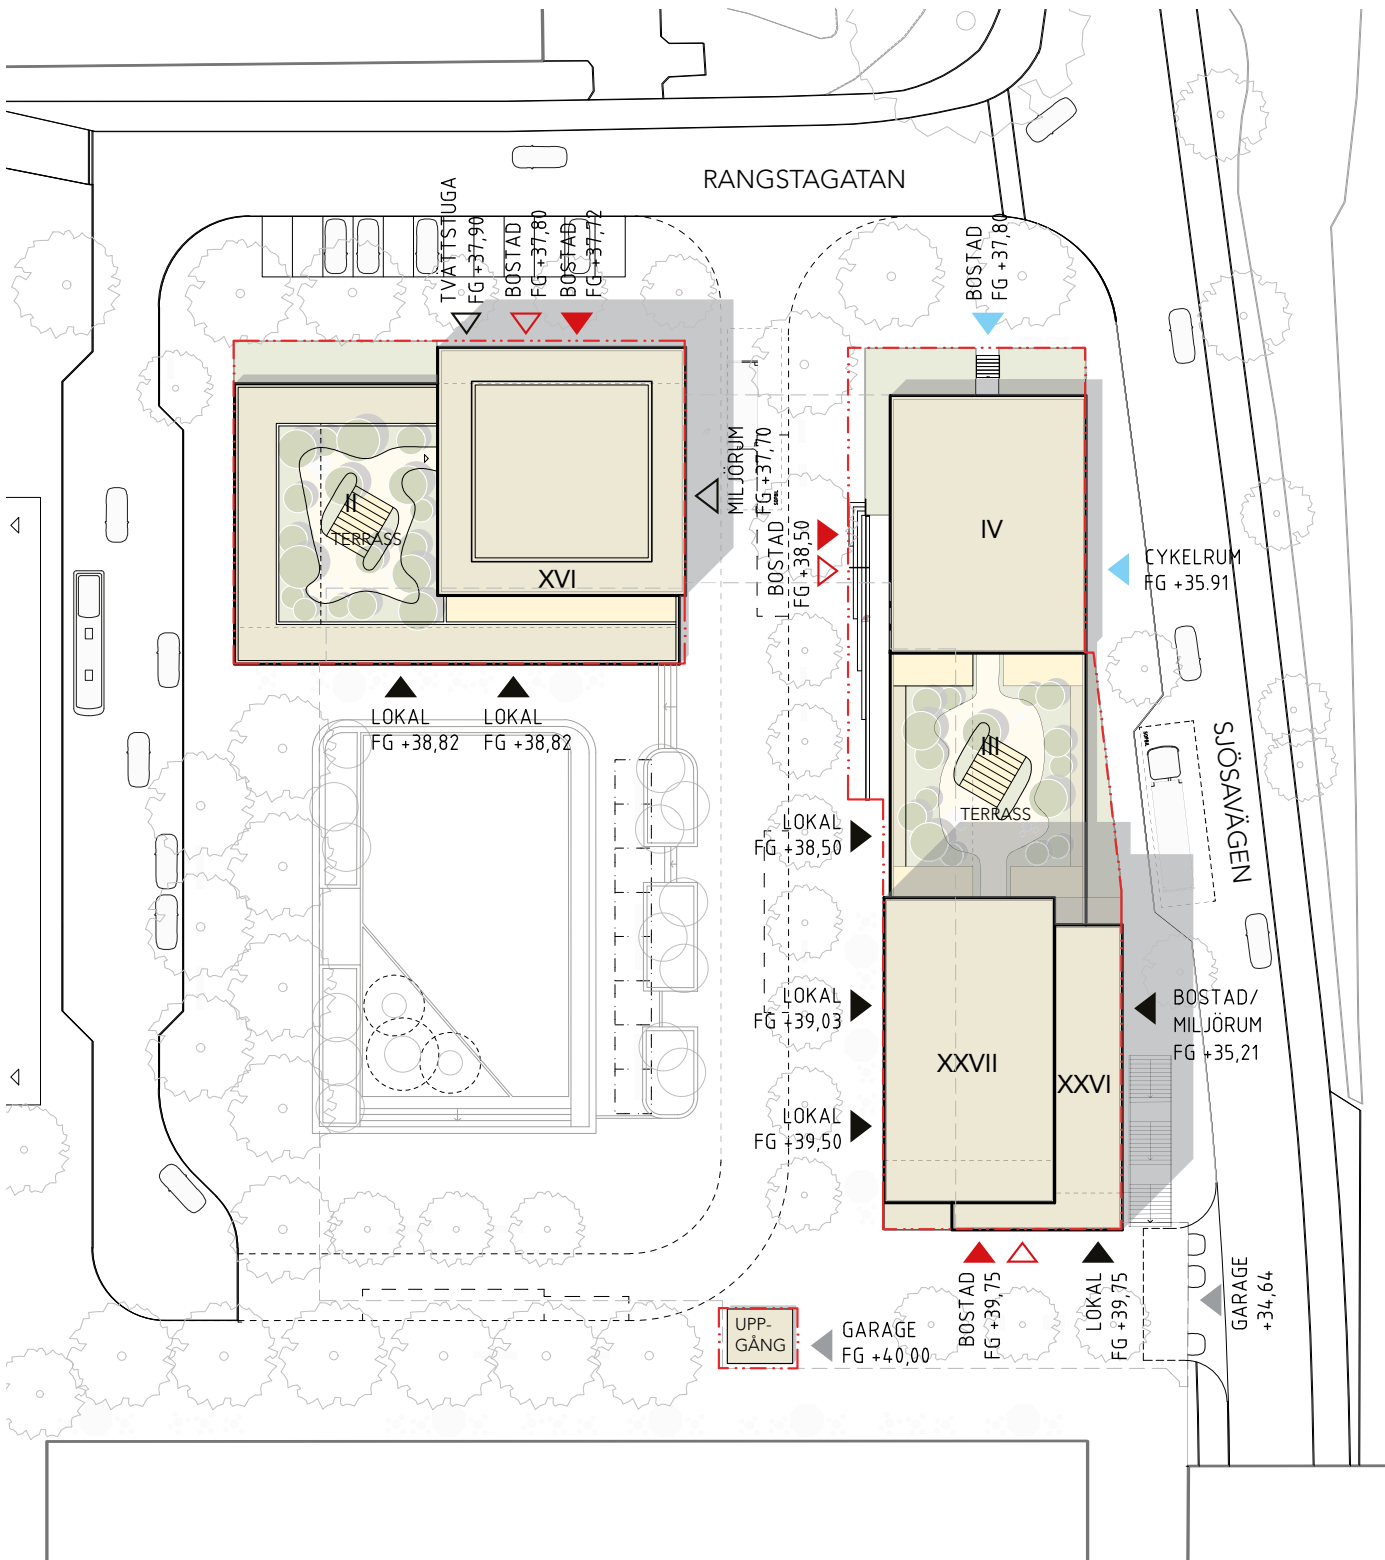 RANGSTAGATAN
TVÄTTSTUGA
FG +37,90
BOSTAD
FG +37,80
BOSTAD
FG +37,72
BOSTAD
FG +37,80
MILJÖRUM
FG +37,70
BOSTAD
FG +38,50
II
TERRASS
XVI
IV
CYKELRUM
FG +35.91
LOKAL
FG +38,82
LOKAL
FG +38,82
III
TERRASS
SJÖSAVÄGEN
LOKAL
FG +38,50
LOKAL
FG +39,03
BOSTAD/
MILJÖRUM
FG +35,21
XXVII
XXVI
LOKAL
FG +39,50
BOSTAD
FG +39,75
LOKAL
FG +39,75
GARAGE
+34,64
UPP-
GÅNG
GARAGE
FG +40,00